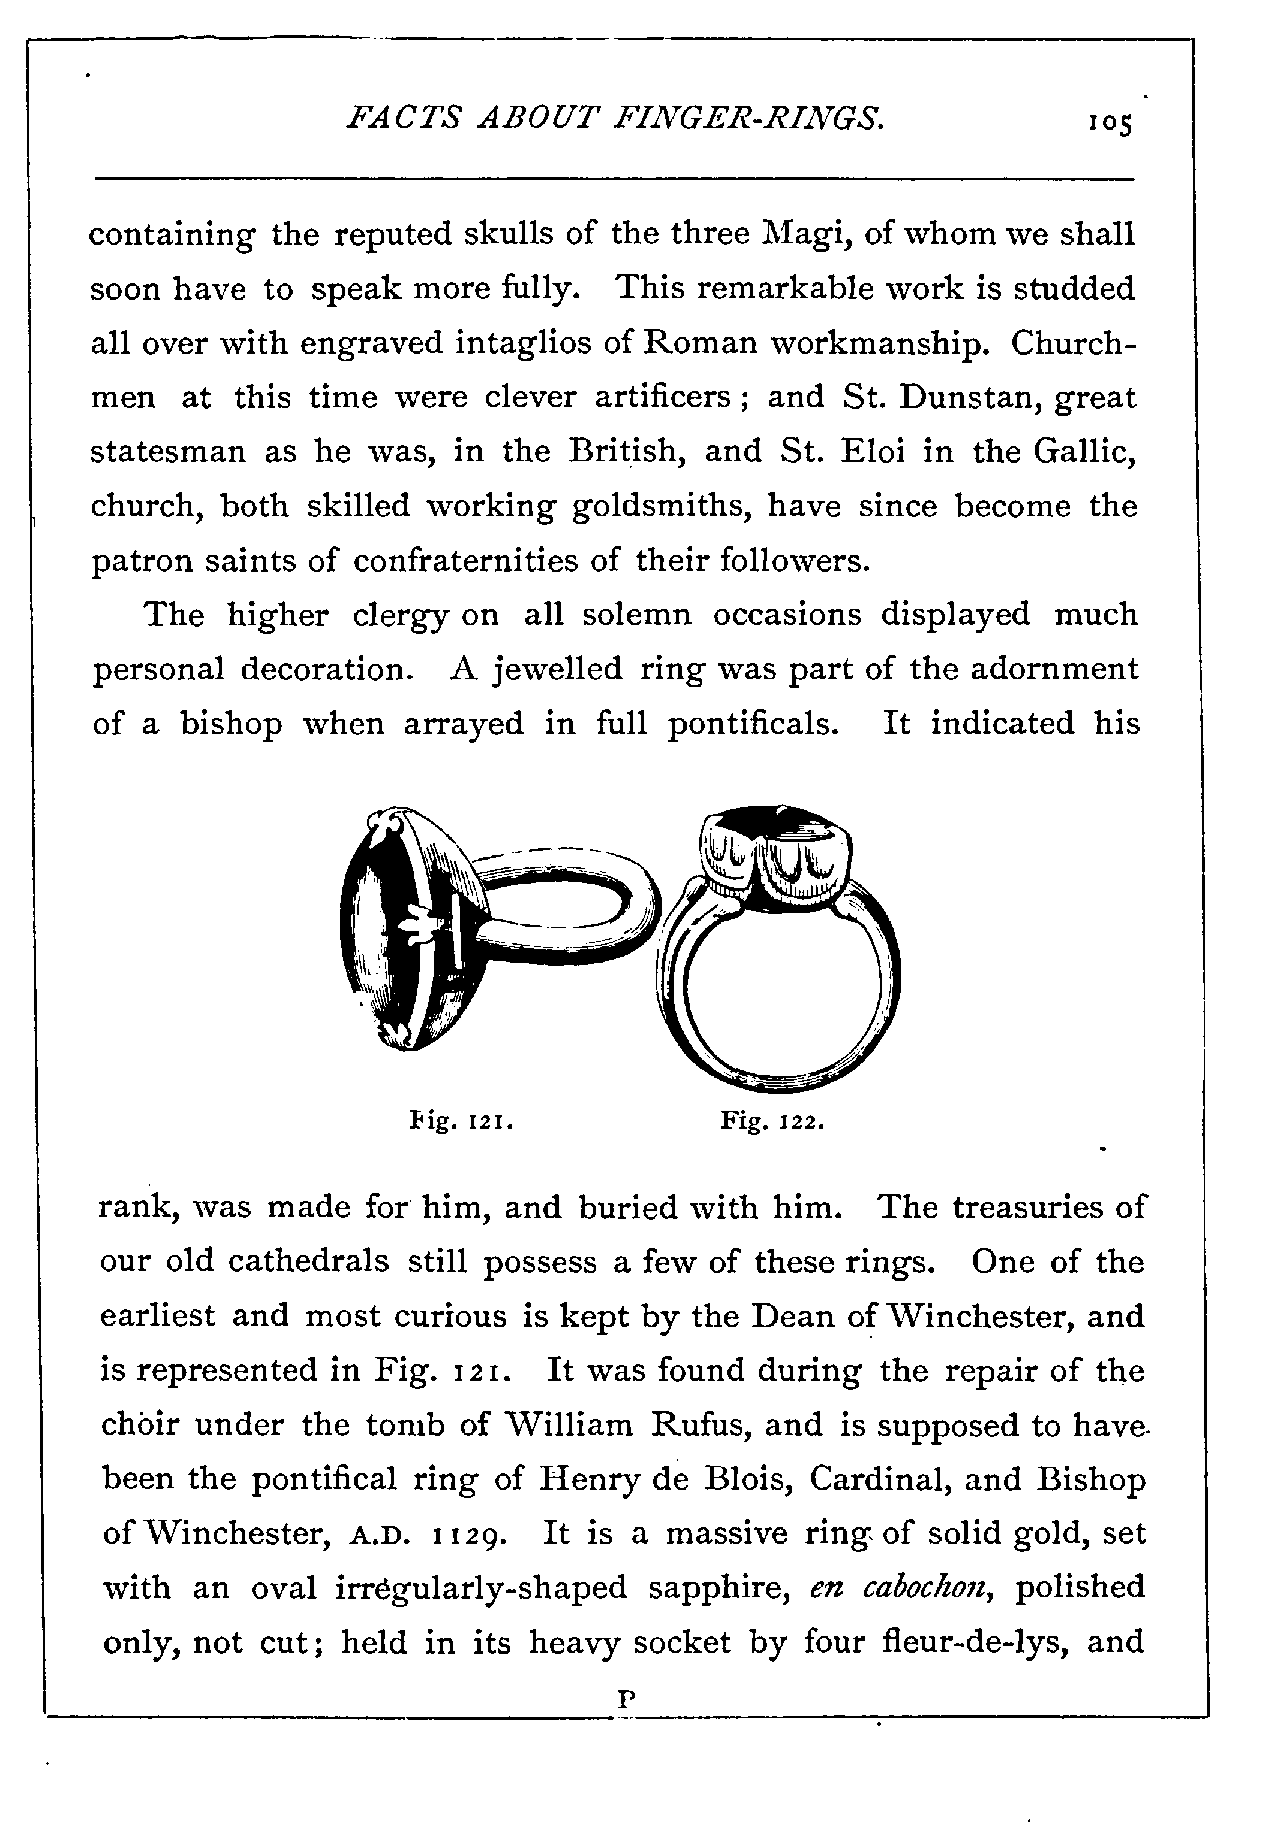 FACTS ABOUT FINGER-RINGS. 105
containing the reputed skulls of the three Magi, of whom we shall
soon have to speak more fully. This remarkable work is studded
all over with engraved intaglios of Roman workmanship. Church-
men at this time were clever artificers ; and St. Dunstan, great
statesman as he was, in the British, and St. Eloi in the Gallic,
church, both skilled working goldsmiths, have since become the
patron saints of confraternities of their followers.
The higher clergy on all solemn occasions displayed much
personal decoration. A jewelled ring was part of the adornment
of a bishop when arrayed in full pontificals. It indicated his
Fig. 121. Fig. 122.
rank, was made for him, and buried with him. The treasuries of
our old cathedrals still possess a few of these rings. One of the
earliest and most curious is kept by the Dean of Winchester, and
is represented in Fig. 121. It was found during the repair of the
choir under the tomb of William Rufus, and is supposed to have
been the pontifical ring of Henry de Blois, Cardinal, and Bishop
of Winchester, A.D. 1129. It is a massive ring of solid gold, set
with an oval irregularly-shaped sapphire, en cabochon, polished
only, not cut; held in its heavy socket by four fleur-de-lys, and
P